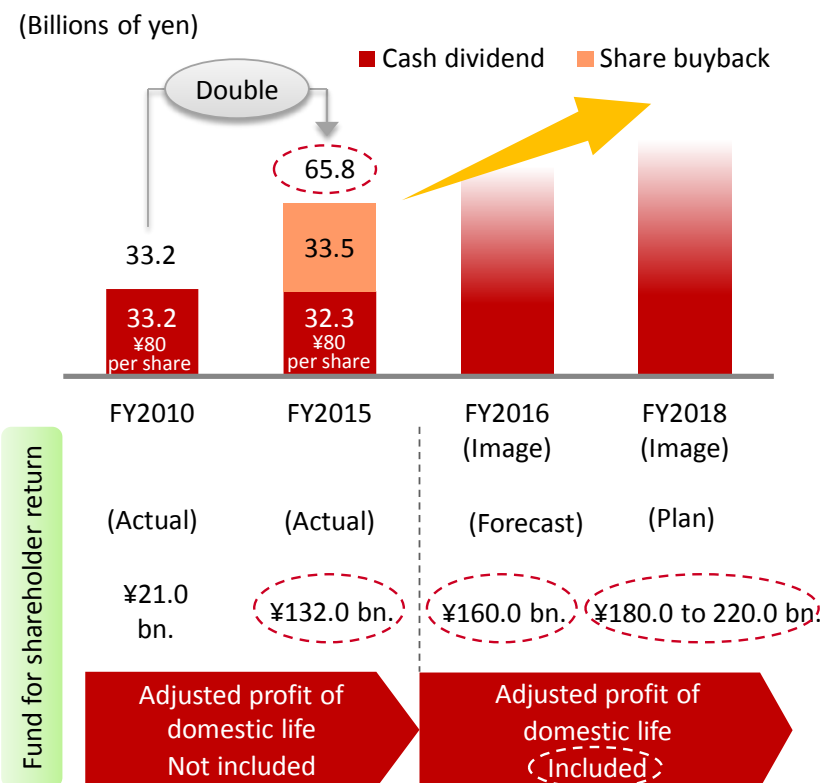 (Billions of yen)
Cash dividend
Share buyback
Double
65.8
33.2
33.5
33.2
¥80
per share
32.3
¥80
per share
FY2010
FY2015
FY2016
(Image)
FY2018
(Image)
Fund for shareholder return
(Actual)
(Actual)
(Forecast)
(Plan)
¥21.0
bn.
¥132.0 bn.
¥160.0 bn.
¥180.0 to 220.0 bn.
Adjusted profit of
domestic life
Not included
Adjusted profit of
domestic life
Included